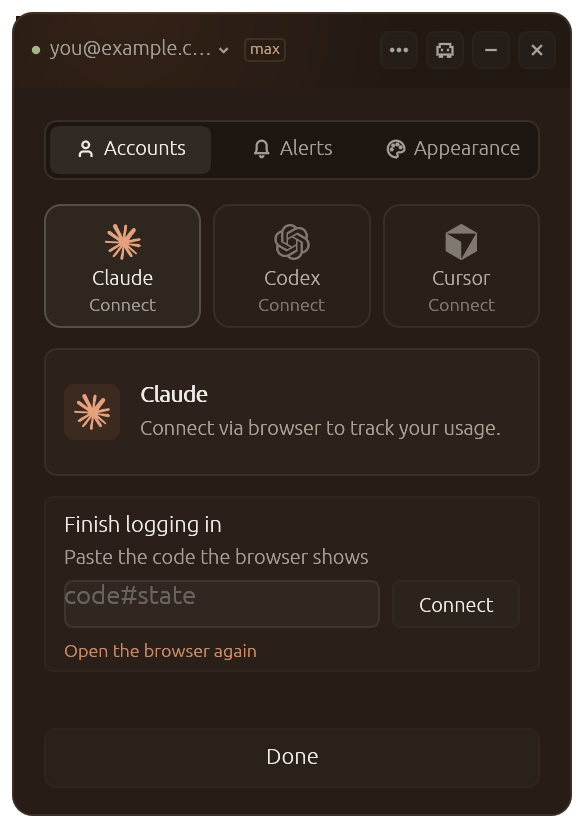 you@example.c... max
Accounts Alerts Appearance
Claude Codex Cursor
Connect Connect Connect
Claude
Connect via browser to track your usage.
Finish logging in
Paste the code the browser shows
code#state Connect
Open the browser again
Done